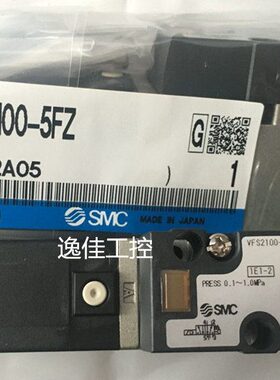 100-5FZ
G
2A05
1
SMC
MADE IN JAPAN
逸佳工控
A
VFS2100-
1E1-2
SMC
PRESS 0.1~1.0MPa